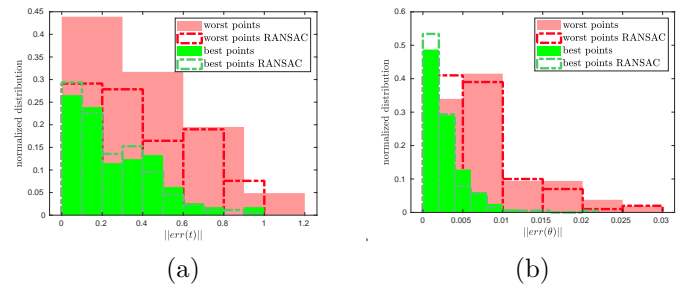 0.45
0.4
0.35
0.3
0.25
0.2
0.15
0.1
0.05
0
normalized distribution
worst points
worst points RANSAC
best points
best points RANSAC
0 0.2 0.4 0.6 0.8 1 1.2
||err(t)||
(a)
0.6
0.5
0.4
0.3
0.2
0.1
0
normalized distribution
worst points
worst points RANSAC
best points
best points RANSAC
0 0.005 0.01 0.015 0.02 0.025 0.03
||err(θ)||
(b)